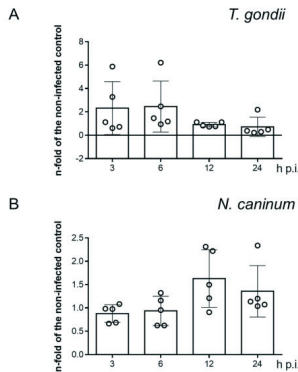 A
T. gondii
n-fold of the non-infected control
8
6
4
2
0
-2
3 6 12 24 h p.i.
B
N. caninum
n-fold of the non-infected control
2.5
2.0
1.5
1.0
0.5
0.0
3 6 12 24 h p.i.